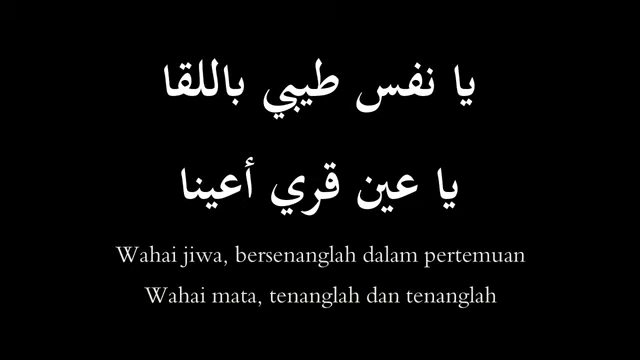 يا نفس طيبي باللقا
يا عين قري أعينا
Wahai jiwa, bersenanglah dalam pertemuan
Wahai mata, tenanglah dan tenanglah